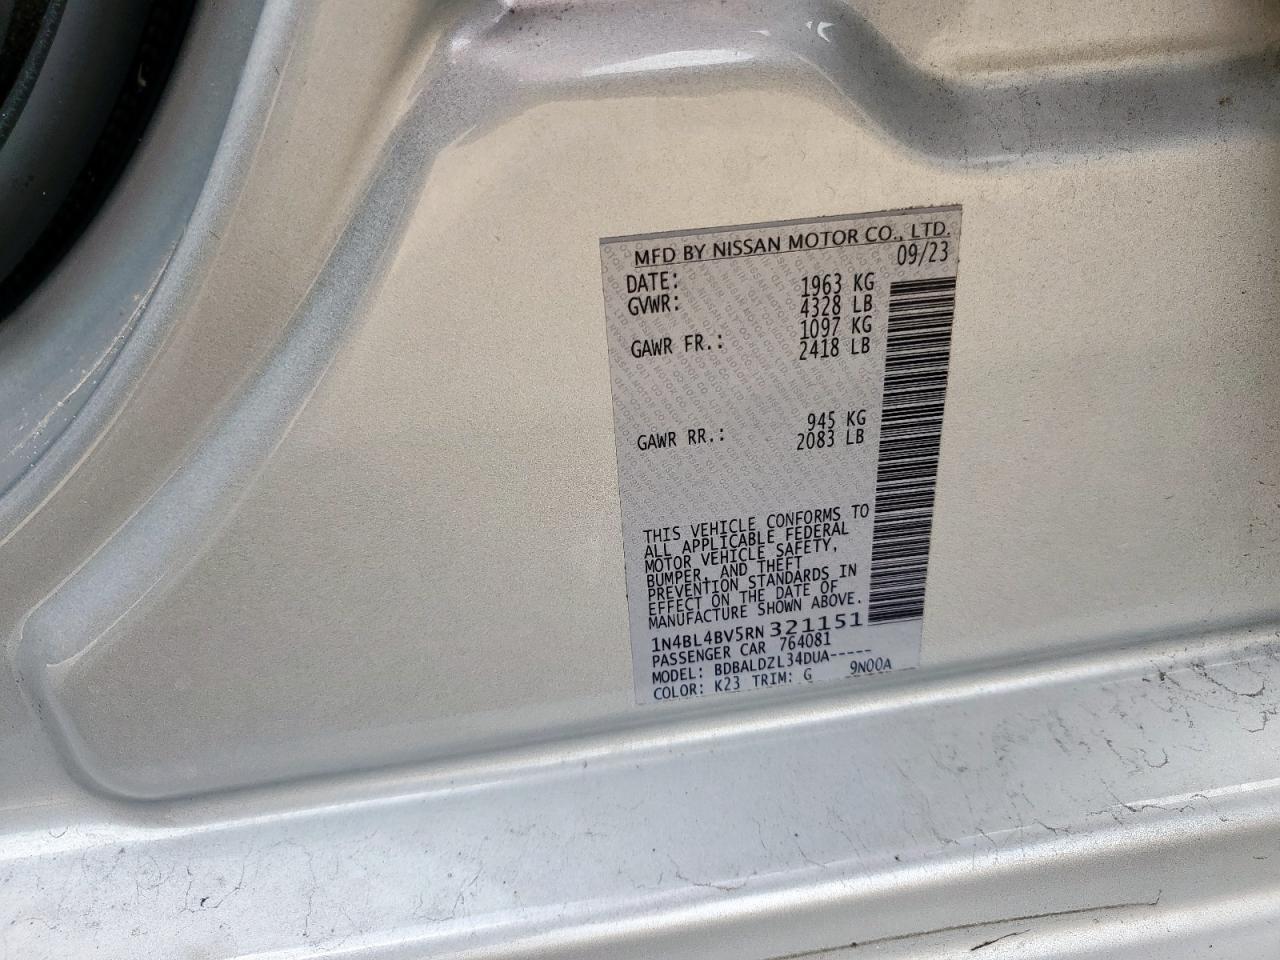 MFD BY NISSAN MOTOR CO., LTD.
DATE: 09/23
GVWR: 1963 KG
4328 LB
GAWR FR.: 1097 KG
2418 LB
GAWR RR.: 945 KG
2083 LB
THIS VEHICLE CONFORMS TO
ALL APPLICABLE FEDERAL
MOTOR VEHICLE SAFETY,
BUMPER, AND THEFT
PREVENTION STANDARDS IN
EFFECT ON THE DATE OF
MANUFACTURE SHOWN ABOVE.
1N4BL4BV5RN321151
PASSENGER CAR 764081
MODEL: BDBALDZL34DUA-----
COLOR: K23 TRIM: G 9N00A